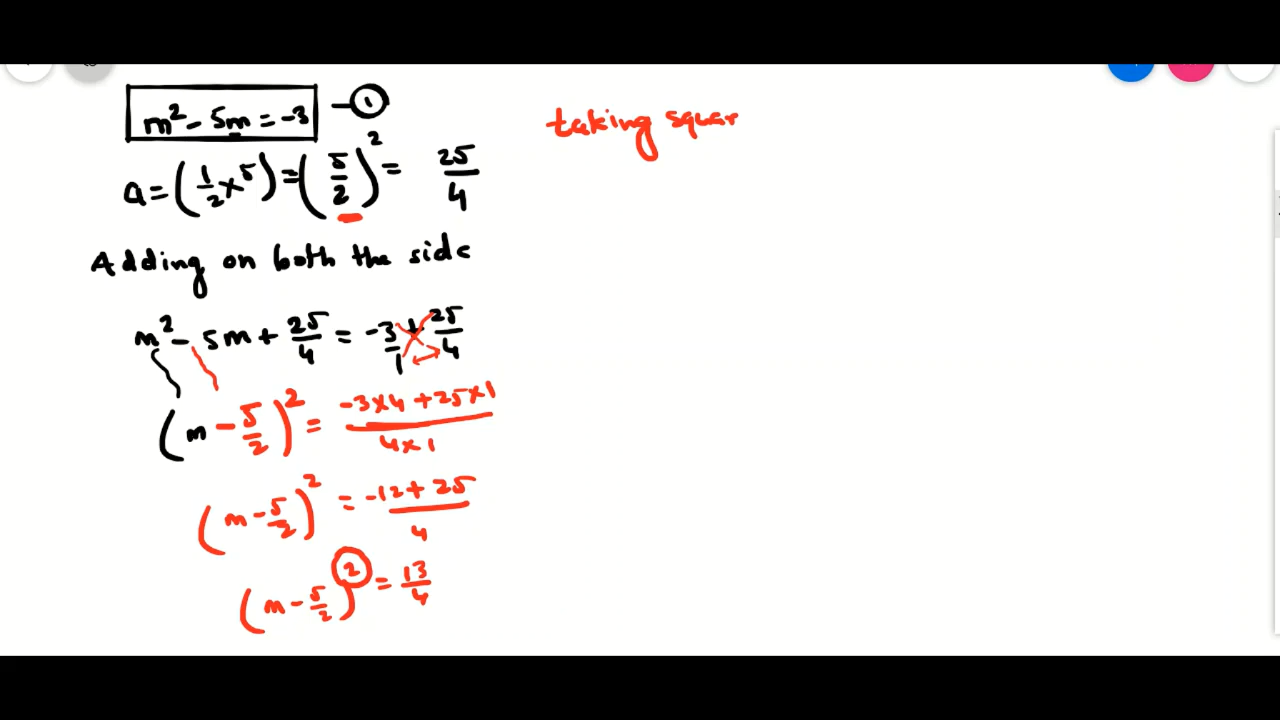 m² - 5m = -3 —①
a = (1/2 × 5) = (5/2)² = 25/4
Adding on both the side
m² - 5m + 25/4 = -3/1 + 25/4
(m - 5/2)² = (-3×4 + 25×1)/(4×1)
(m - 5/2)² = (-12 + 25)/4
(m - 5/2)² = 13/4
taking squar